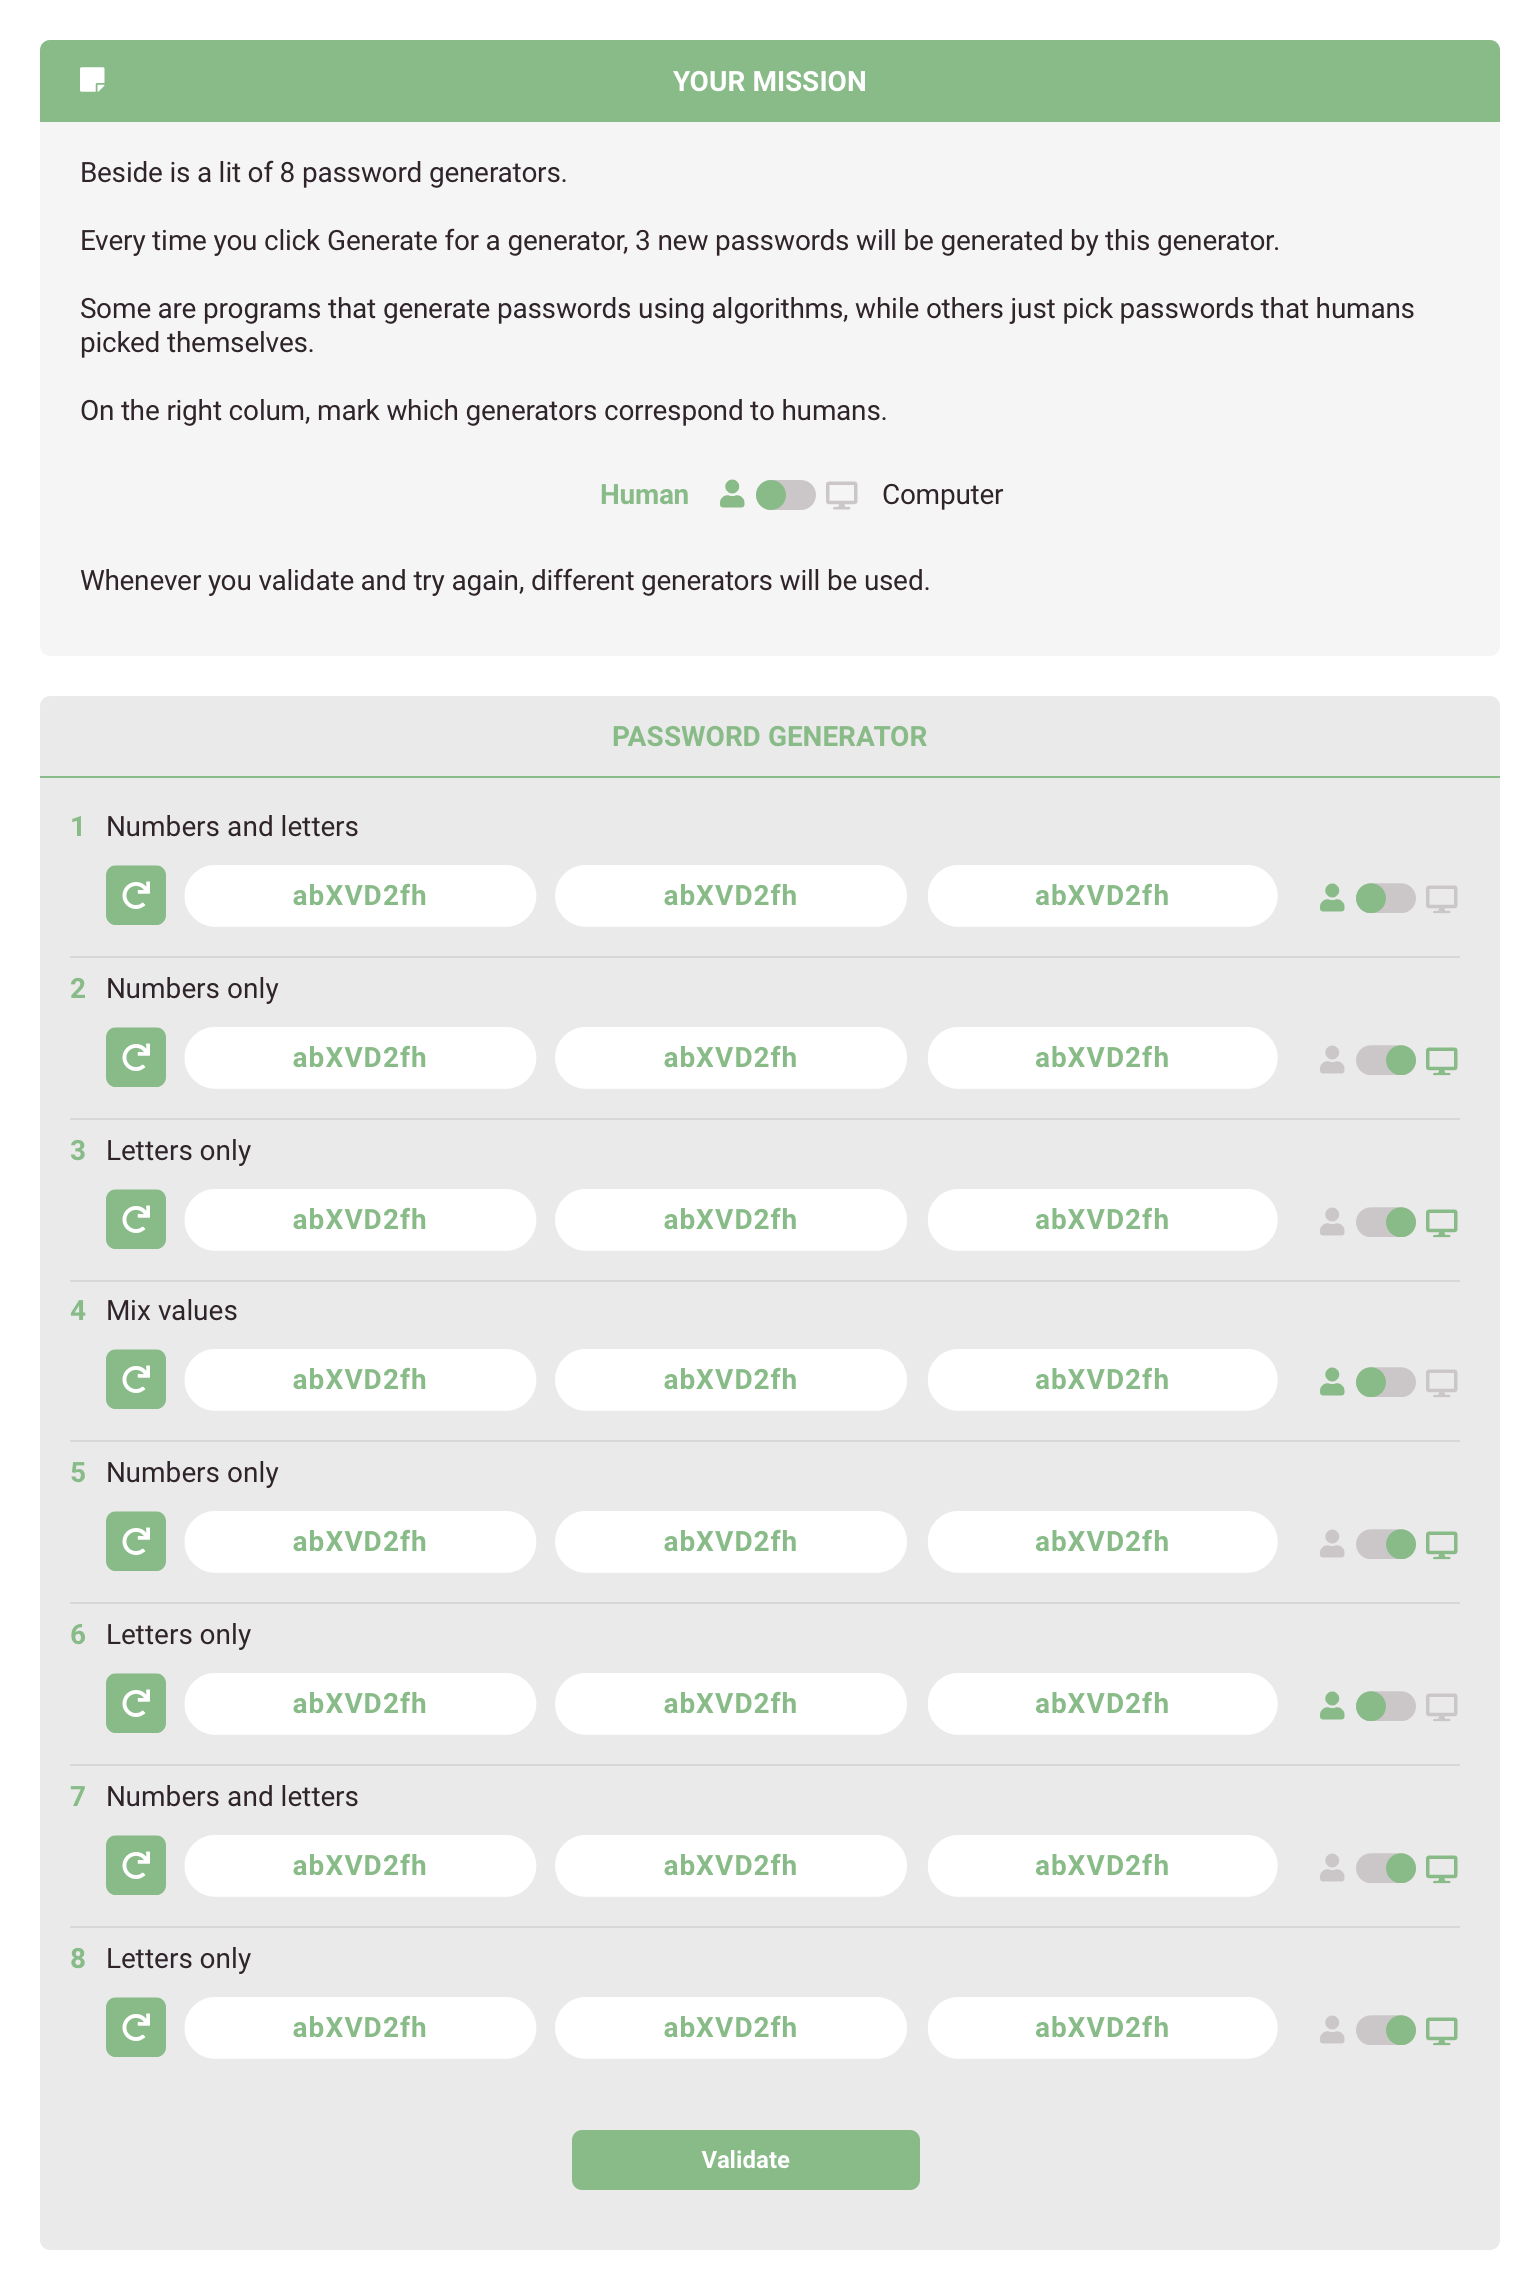 YOUR MISSION
Beside is a lit of 8 password generators.
Every time you click Generate for a generator, 3 new passwords will be generated by this generator.
Some are programs that generate passwords using algorithms, while others just pick passwords that humans
picked themselves.
On the right colum, mark which generators correspond to humans.
Human Computer
Whenever you validate and try again, different generators will be used.
PASSWORD GENERATOR
1 Numbers and letters
abXVD2fh abXVD2fh abXVD2fh
2 Numbers only
abXVD2fh abXVD2fh abXVD2fh
3 Letters only
abXVD2fh abXVD2fh abXVD2fh
4 Mix values
abXVD2fh abXVD2fh abXVD2fh
5 Numbers only
abXVD2fh abXVD2fh abXVD2fh
6 Letters only
abXVD2fh abXVD2fh abXVD2fh
7 Numbers and letters
abXVD2fh abXVD2fh abXVD2fh
8 Letters only
abXVD2fh abXVD2fh abXVD2fh
Validate